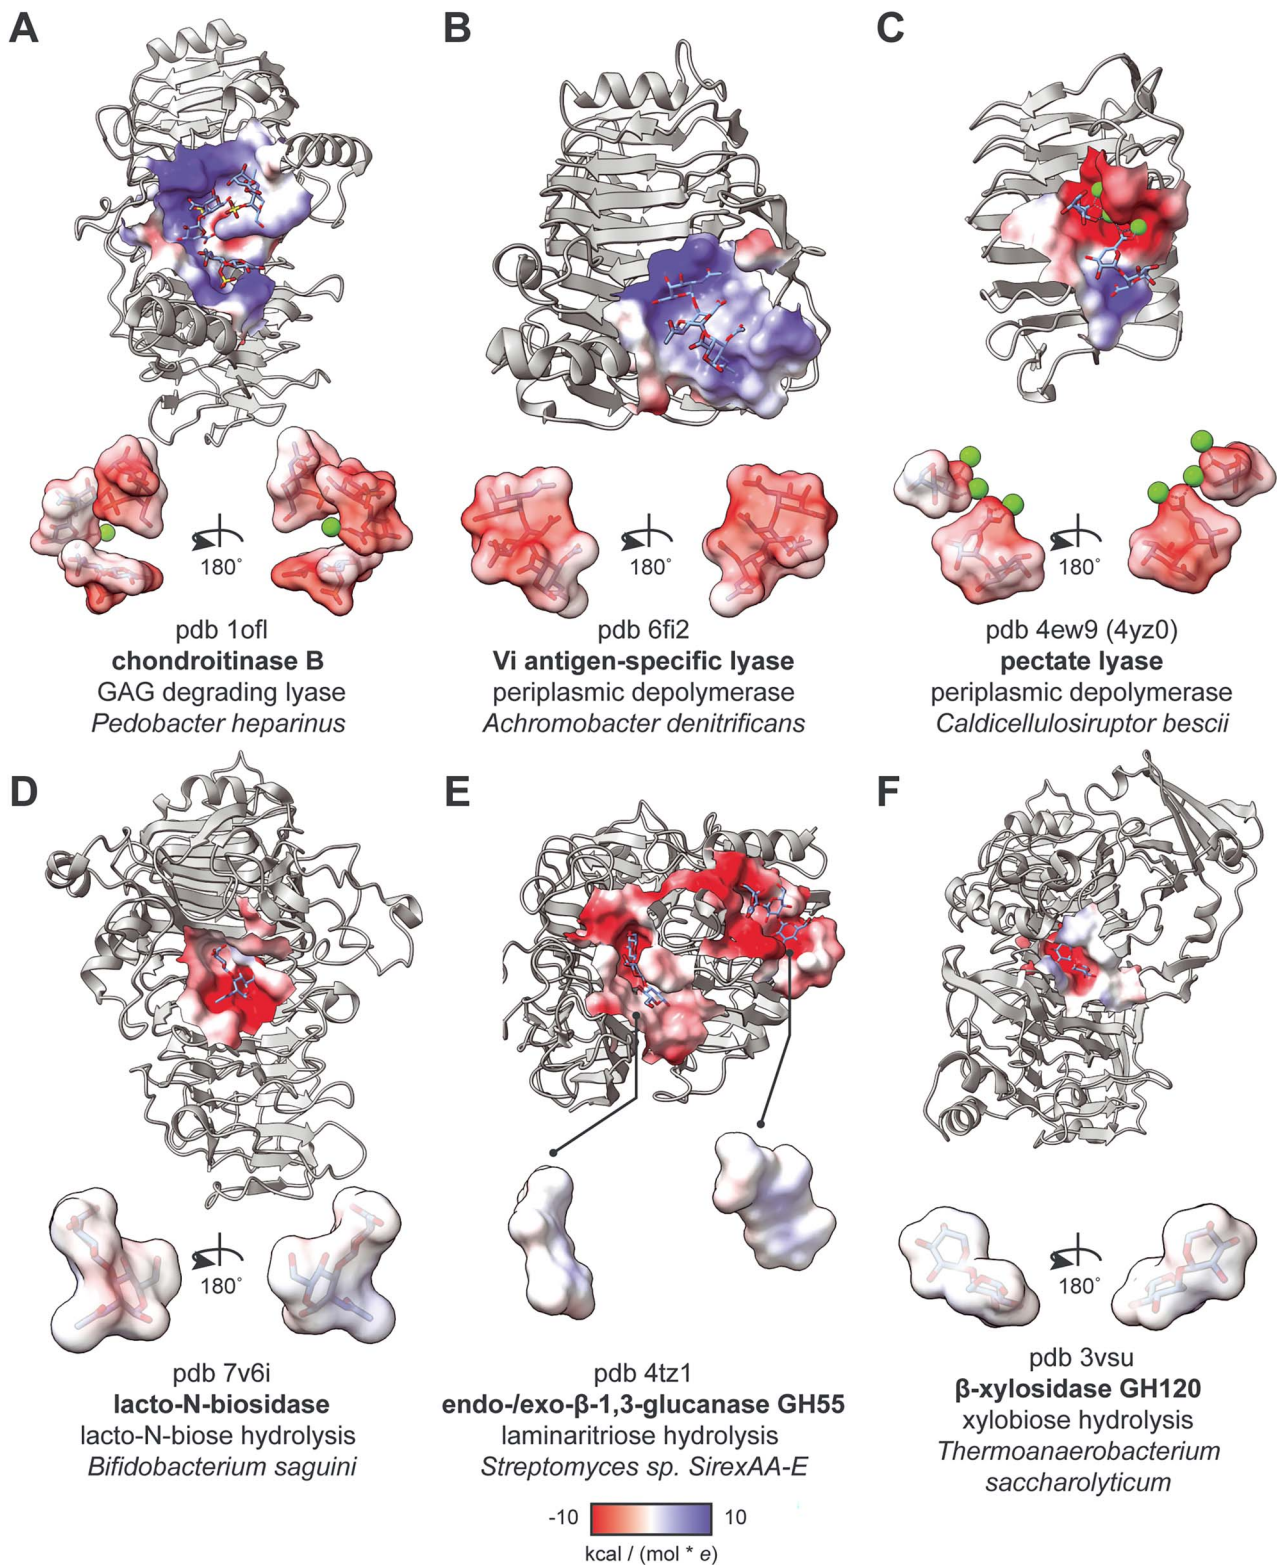 A
B
C
180°
180°
180°
pdb 1ofl
chondroitinase B
GAG degrading lyase
Pedobacter heparinus
pdb 6fi2
Vi antigen-specific lyase
periplasmic depolymerase
Achromobacter denitrificans
pdb 4ew9 (4yz0)
pectate lyase
periplasmic depolymerase
Caldicellulosiruptor bescii
D
E
F
180°
180°
pdb 7v6i
lacto-N-biosidase
lacto-N-biose hydrolysis
Bifidobacterium saguini
pdb 4tz1
endo-/exo-β-1,3-glucanase GH55
laminaritriose hydrolysis
Streptomyces sp. SirexAA-E
pdb 3vsu
β-xylosidase GH120
xylobiose hydrolysis
Thermoanaerobacterium
saccharolyticum
-10 10
kcal / (mol * e)